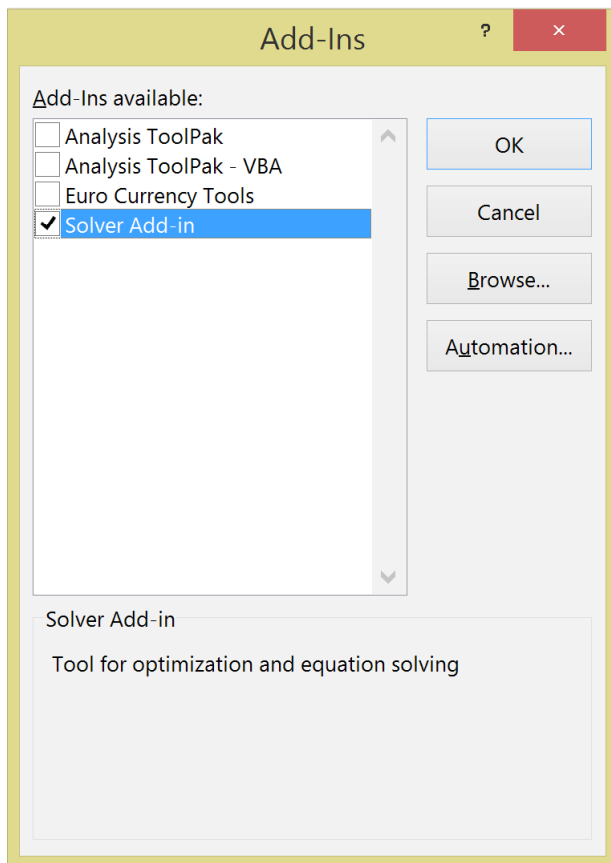 Add-Ins
?
×
Add-Ins available:
Analysis ToolPak
Analysis ToolPak - VBA
Euro Currency Tools
Solver Add-in
OK
Cancel
Browse...
Automation...
Solver Add-in
Tool for optimization and equation solving